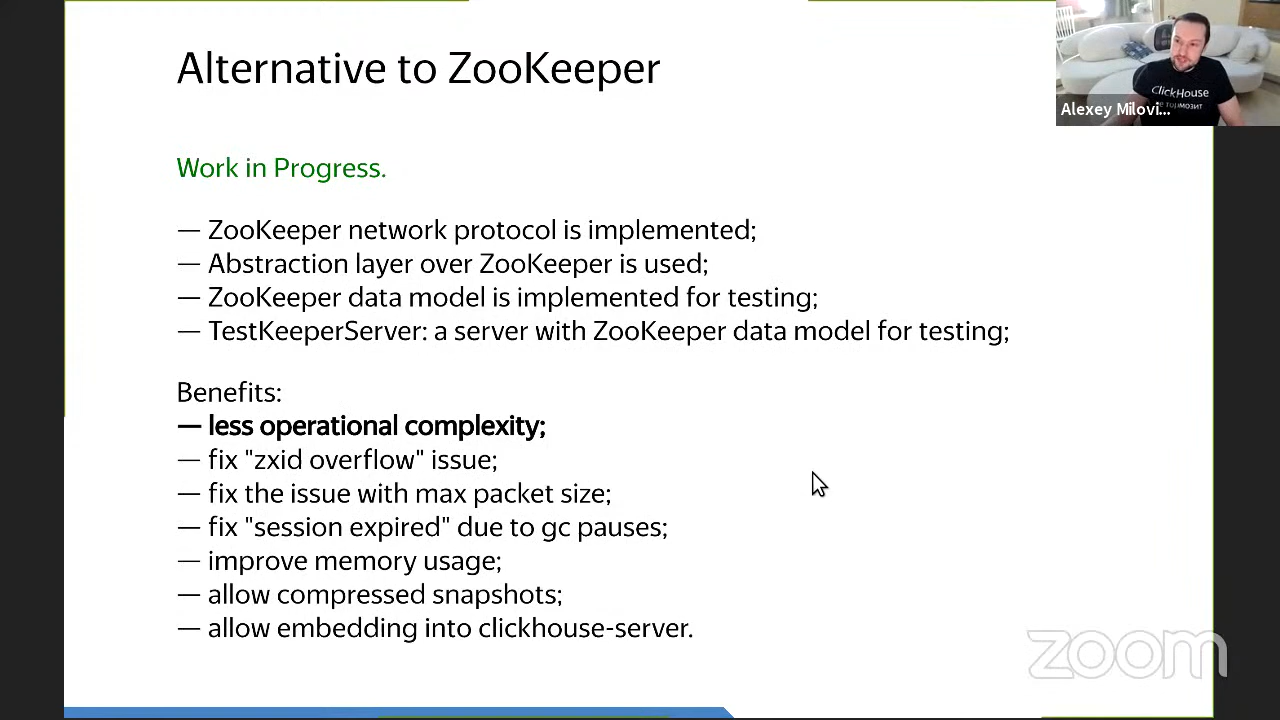 Alternative to ZooKeeper
ClickHouse
Alexey Milovi...
Work in Progress.
— ZooKeeper network protocol is implemented;
— Abstraction layer over ZooKeeper is used;
— ZooKeeper data model is implemented for testing;
— TestKeeperServer: a server with ZooKeeper data model for testing;
Benefits:
— less operational complexity;
— fix "zxid overflow" issue;
— fix the issue with max packet size;
— fix "session expired" due to gc pauses;
— improve memory usage;
— allow compressed snapshots;
— allow embedding into clickhouse-server.
zoom